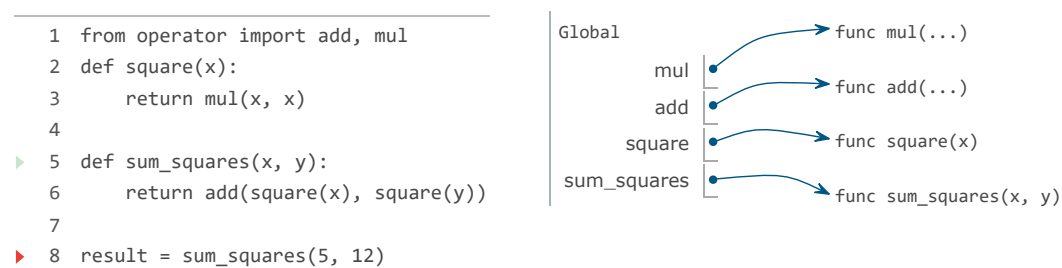 1 from operator import add, mul
2 def square(x):
3     return mul(x, x)
4
5 def sum_squares(x, y):
6     return add(square(x), square(y))
7
8 result = sum_squares(5, 12)
Global
mul
add
square
sum_squares
func mul(...)
func add(...)
func square(x)
func sum_squares(x, y)